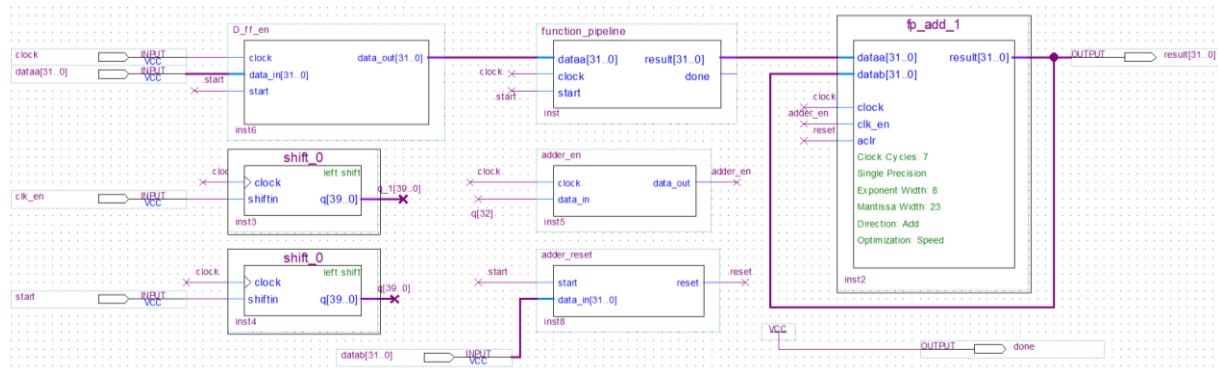 D_ff_en
clock
data_in[31..0]
start
data_out[31..0]
inst6
clock
INPUT
VCC
dataa[31..0]
INPUT
VCC
start
function_pipeline
dataa[31..0]
clock
start
result[31..0]
done
inst
clock
start
fp_add_1
dataa[31..0]
datab[31..0]
result[31..0]
clock
clk_en
aclr
Clock Cycles: 7
Single Precision
Exponent Width: 8
Mantissa Width: 23
Direction: Add
Optimization: Speed
inst2
clock
adder_en
reset
OUTPUT
result[31..0]
shift_0
left shift
clock
shiftin
q[39..0]
inst3
q_1[39..0]
clk_en
INPUT
VCC
adder_en
clock
data_in
data_out
inst5
clock
q[32]
adder_en
shift_0
left shift
clock
shiftin
q[39..0]
inst4
clock
q[39..0]
start
INPUT
VCC
adder_reset
start
data_in[31..0]
reset
inst8
start
reset
datab[31..0]
INPUT
VCC
VCC
OUTPUT
done